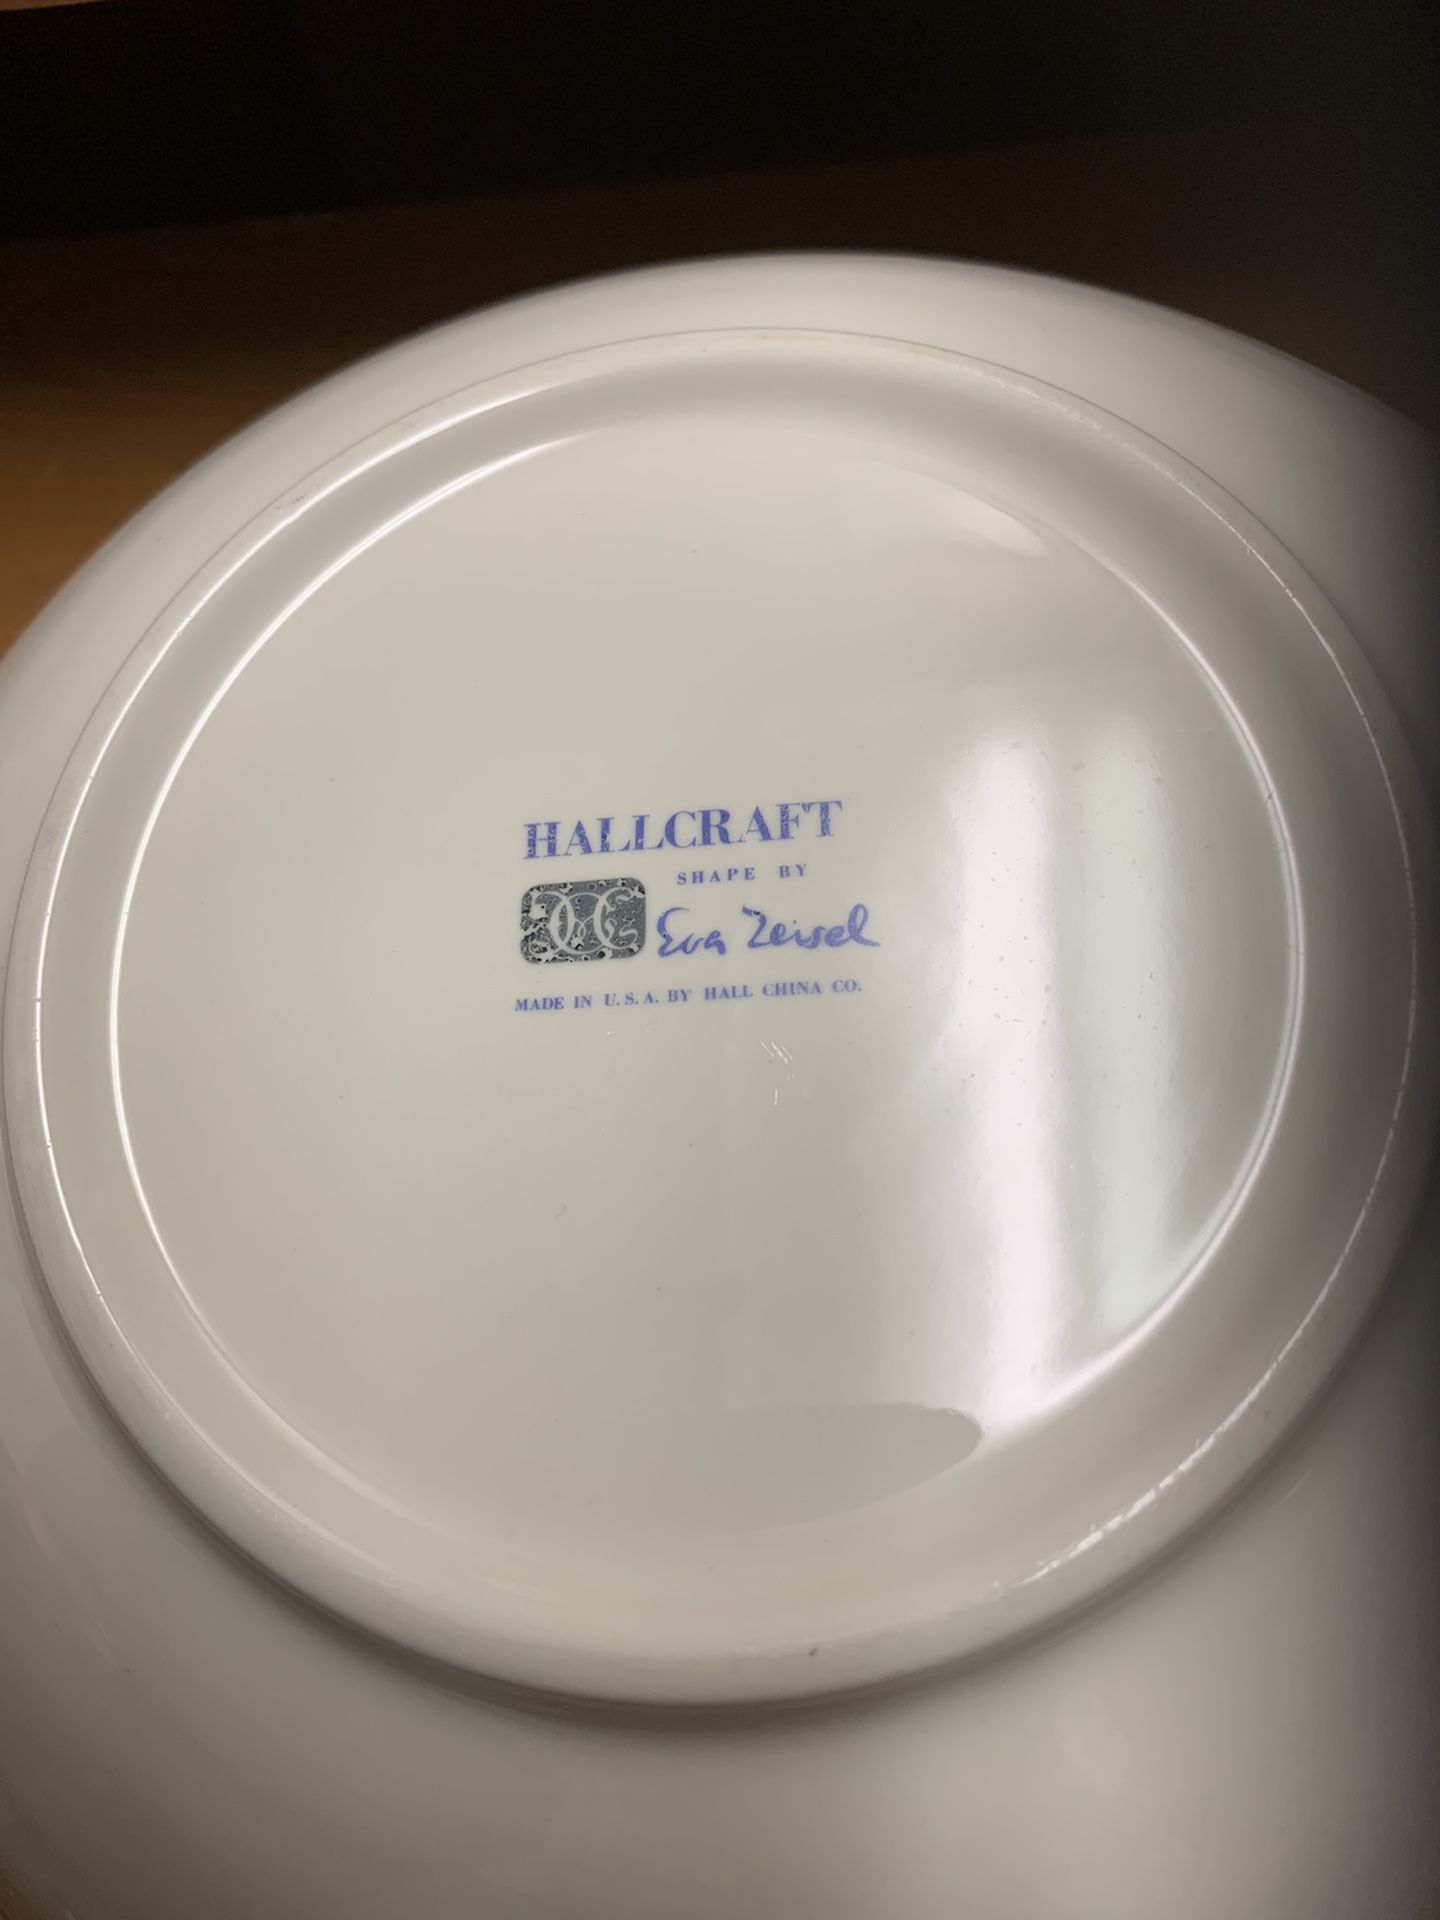 HALLCRAFT
SHAPE BY
Eva Zeisel
MADE IN U.S.A. BY HALL CHINA CO.